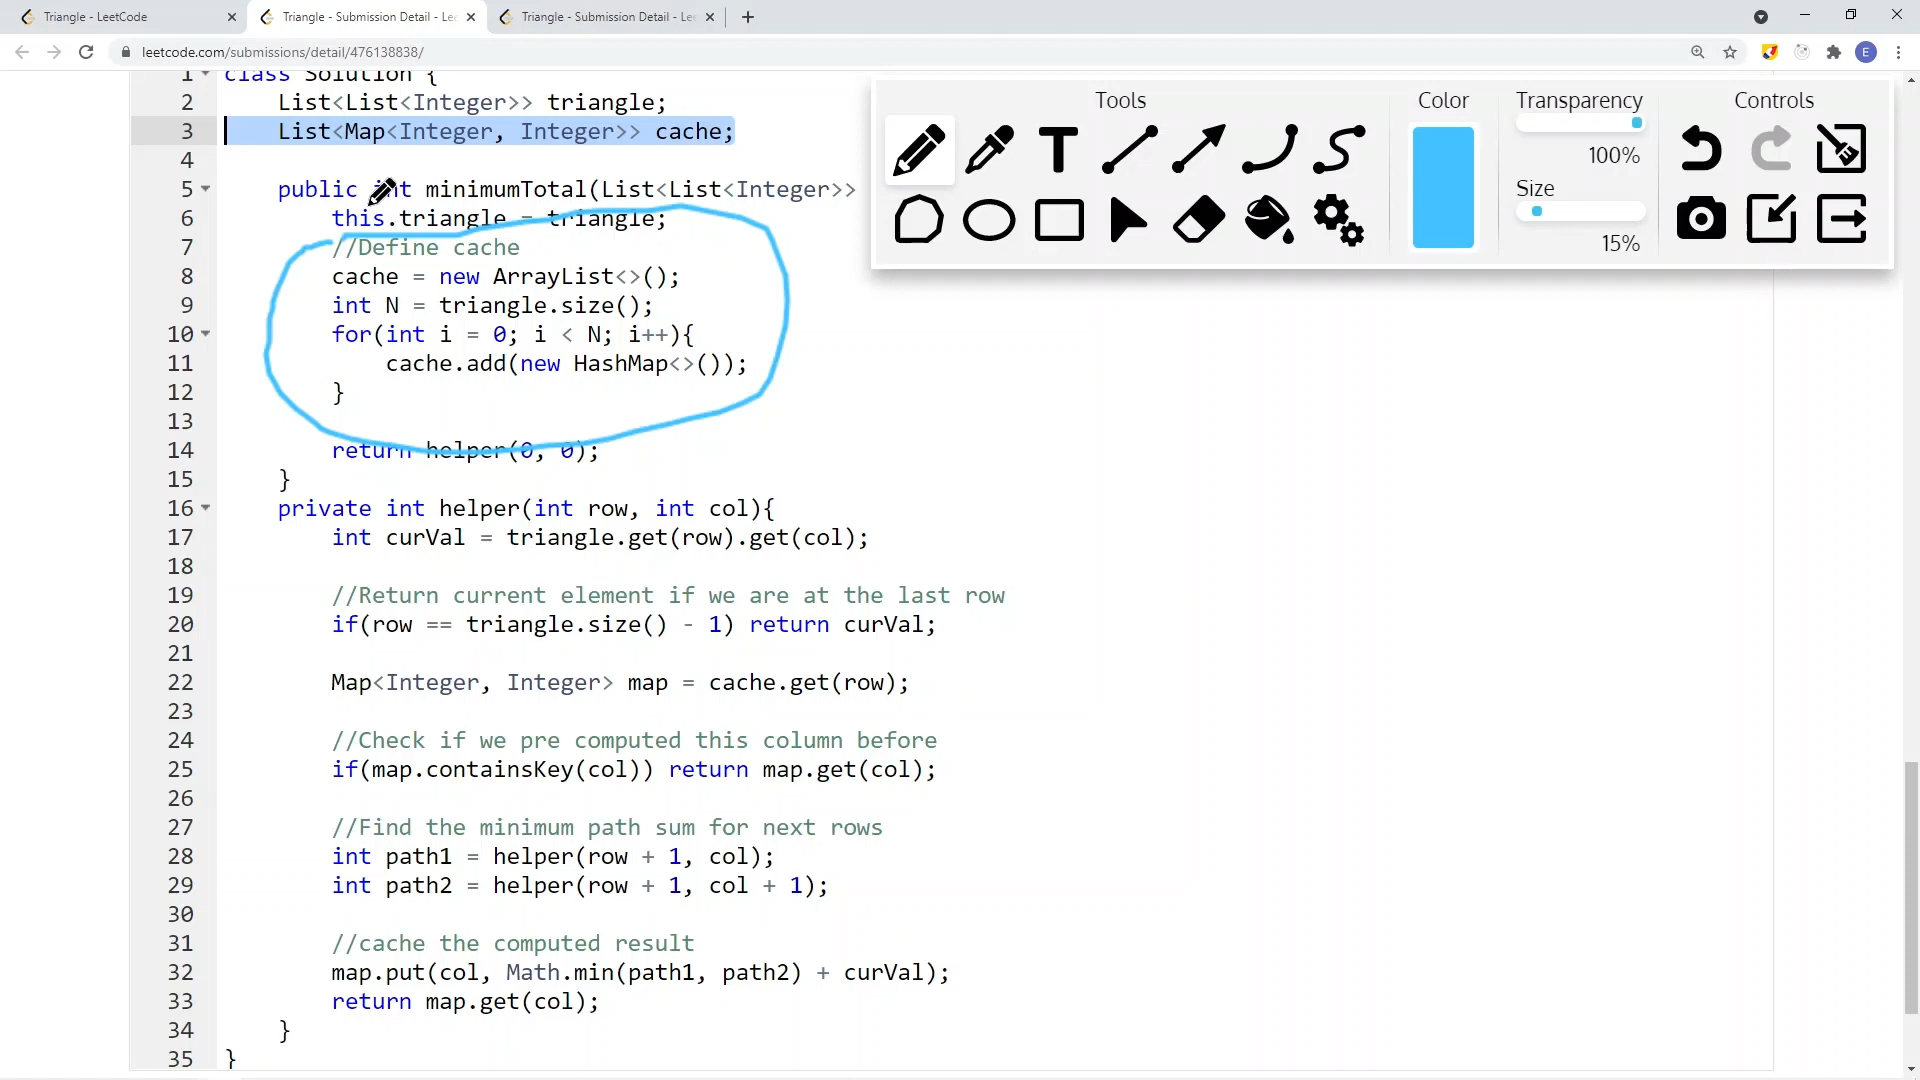 Triangle - LeetCode
Triangle - Submission Detail - Le
Triangle - Submission Detail - Le
leetcode.com/submissions/detail/476138838/
E
1 class Solution {
2 List<List<Integer>> triangle;
3 List<Map<Integer, Integer>> cache;
4
5 public int minimumTotal(List<List<Integer>>
6 this.triangle = triangle;
7 //Define cache
8 cache = new ArrayList<>();
9 int N = triangle.size();
10 for(int i = 0; i < N; i++){
11 cache.add(new HashMap<>());
12 }
13
14 return helper(0, 0);
15 }
16 private int helper(int row, int col){
17 int curVal = triangle.get(row).get(col);
18
19 //Return current element if we are at the last row
20 if(row == triangle.size() - 1) return curVal;
21
22 Map<Integer, Integer> map = cache.get(row);
23
24 //Check if we pre computed this column before
25 if(map.containsKey(col)) return map.get(col);
26
27 //Find the minimum path sum for next rows
28 int path1 = helper(row + 1, col);
29 int path2 = helper(row + 1, col + 1);
30
31 //cache the computed result
32 map.put(col, Math.min(path1, path2) + curVal);
33 return map.get(col);
34 }
35 }
Tools
T
Color
Transparency
100%
Size
15%
Controls